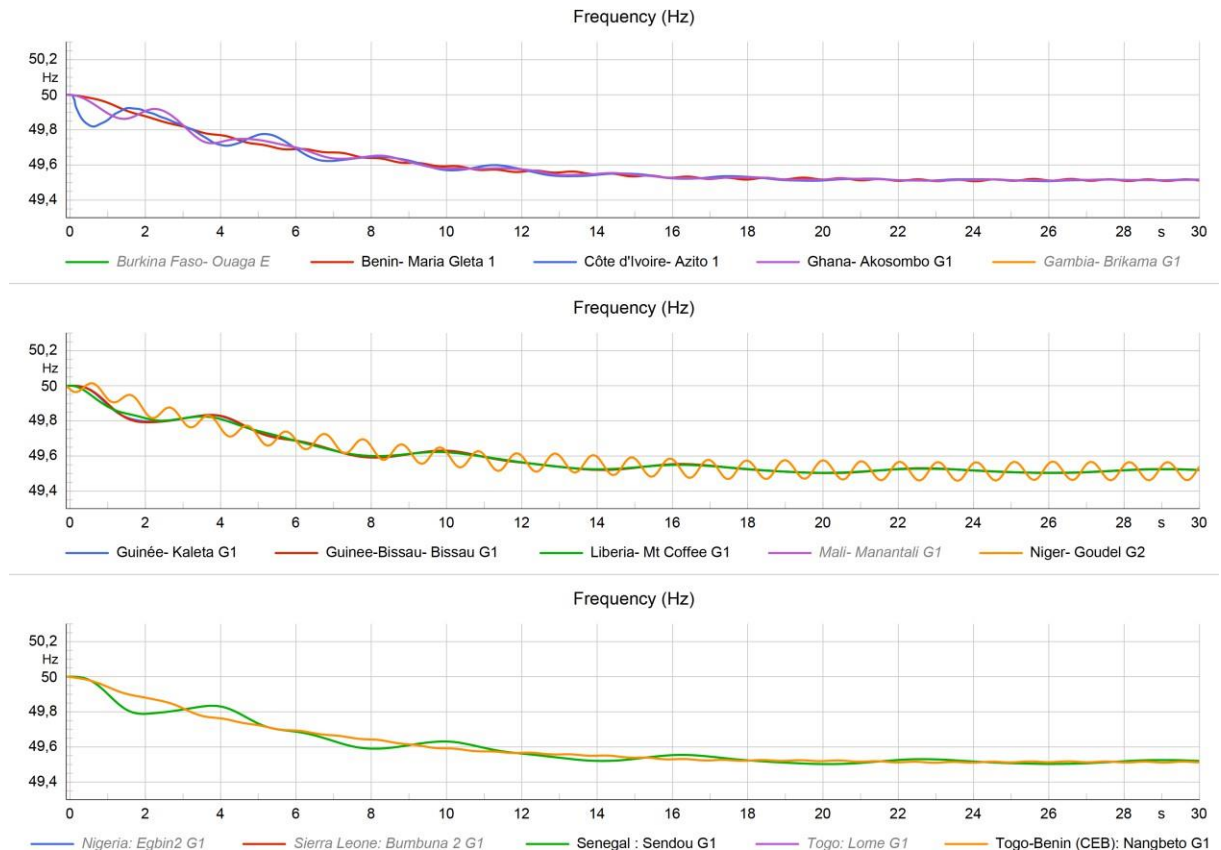 Frequency (Hz)
50,2
Hz
50
49.8
49.6
49.4
0 2 4 6 8 10 12 14 16 18 20 22 24 26 28 s 30
Burkina Faso- Ouaga E Benin- Maria Gleta 1 Côte d'Ivoire- Azito 1 Ghana- Akosombo G1 Gambia- Brikama G1
Frequency (Hz)
50,2
Hz
50
49.8
49.6
49.4
0 2 4 6 8 10 12 14 16 18 20 22 24 26 28 s 30
Guinée- Kaleta G1 Guinee-Bissau- Bissau G1 Liberia- Mt Coffee G1 Mali- Manantali G1 Niger- Goudel G2
Frequency (Hz)
50,2
Hz
50
49.8
49.6
49.4
0 2 4 6 8 10 12 14 16 18 20 22 24 26 28 s 30
Nigeria: Egbin2 G1 Sierra Leone: Bumbuna 2 G1 Senegal : Sendou G1 Togo: Lome G1 Togo-Benin (CEB): Nangbeto G1